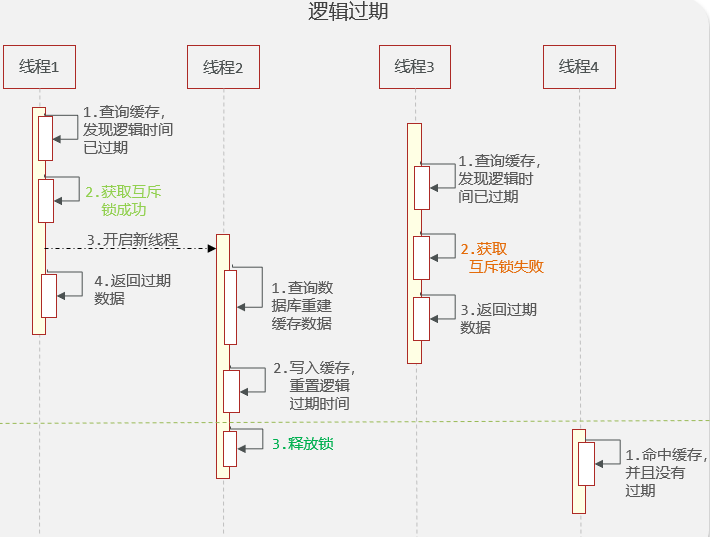 逻辑过期
线程1
线程2
线程3
线程4
1.查询缓存，
发现逻辑时间
已过期
2.获取互斥
锁成功
3.开启新线程
4.返回过期
数据
1.查询数
据库重建
缓存数据
2.写入缓存，
重置逻辑
过期时间
3.释放锁
1.查询缓存，
发现逻辑时
间已过期
2.获取
互斥锁失败
3.返回过期
数据
1.命中缓存，
并且没有
过期